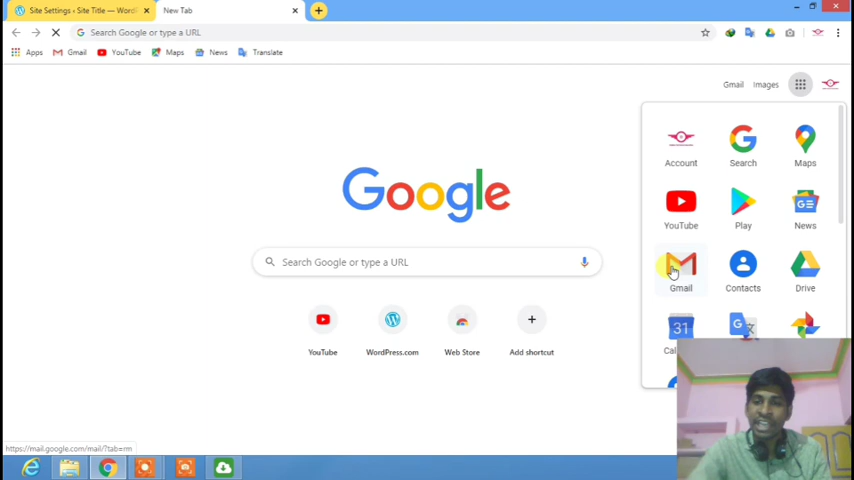 Site Settings ‹ Site Title — WordP
New Tab
Search Google or type a URL
Apps
Gmail
YouTube
Maps
News
Translate
Gmail
Images
Account
Search
Maps
YouTube
Play
News
Gmail
Contacts
Drive
31
Cal
Google
Search Google or type a URL
YouTube
WordPress.com
Web Store
Add shortcut
https://mail.google.com/mail/?tab=rm